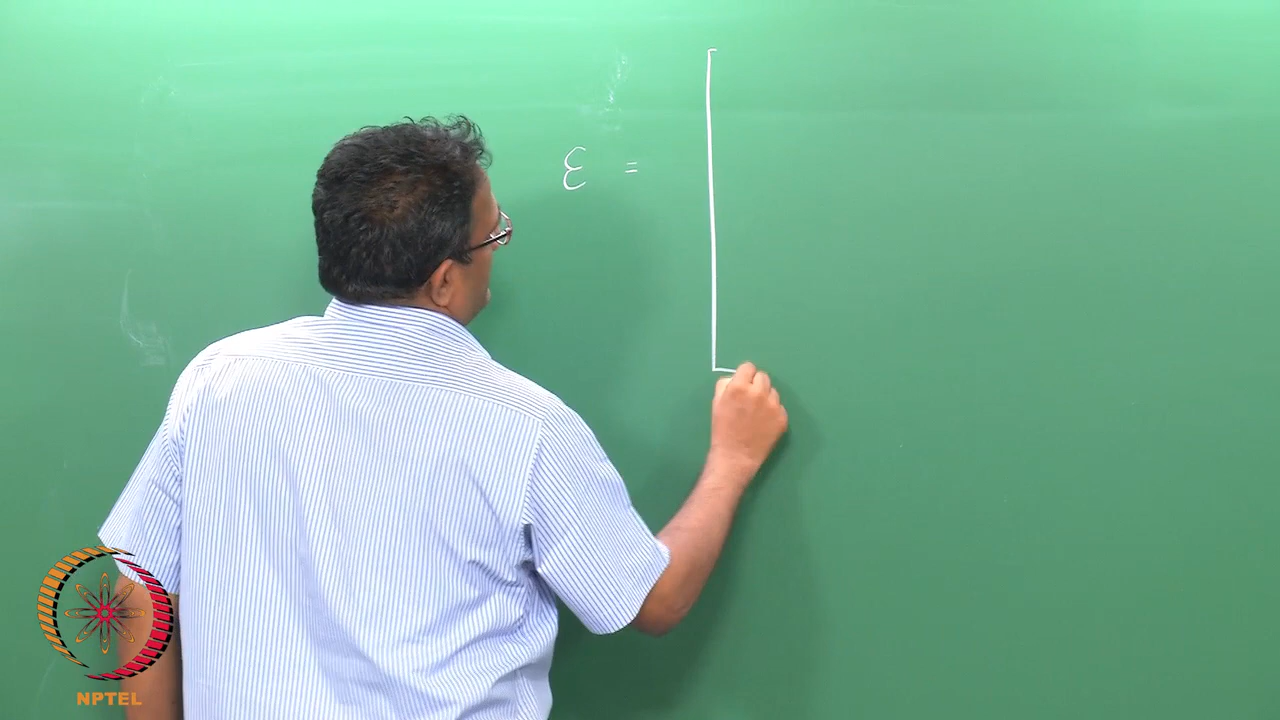 ε = [
NPTEL